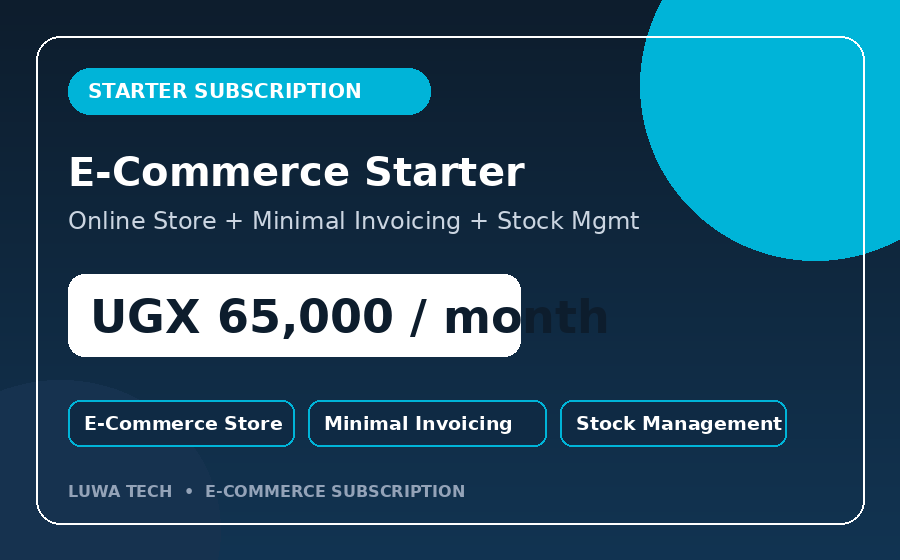 STARTER SUBSCRIPTION
E-Commerce Starter
Online Store + Minimal Invoicing + Stock Mgmt
UGX 65,000 / month
E-Commerce Store
Minimal Invoicing
Stock Management
LUWA TECH • E-COMMERCE SUBSCRIPTION